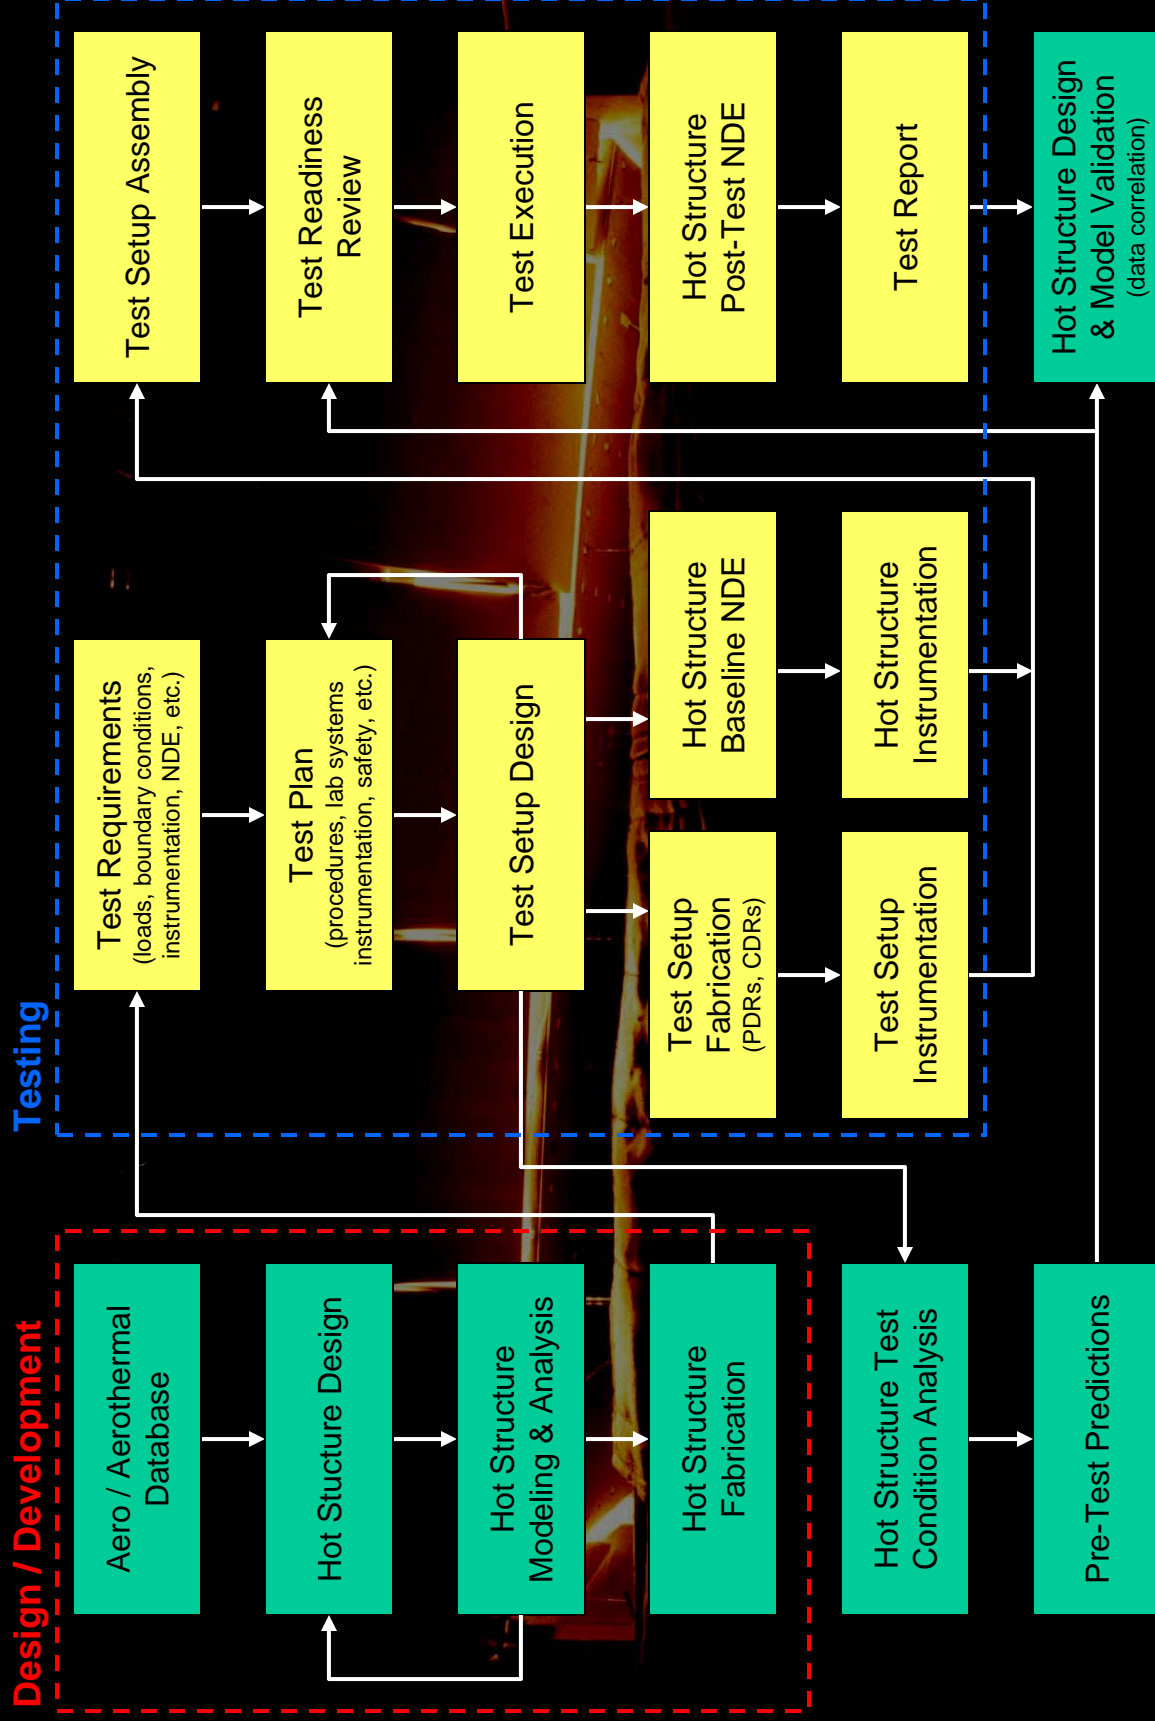 Design / Development
Aero / Aerothermal
Database
Hot Stucture Design
Hot Structure
Modeling & Analysis
Hot Structure
Fabrication
Hot Structure Test
Condition Analysis
Pre-Test Predictions
Testing
Test Requirements
(loads, boundary conditions,
instrumentation, NDE, etc.)
Test Plan
(procedures, lab systems
instrumentation, safety, etc.)
Test Setup Design
Test Setup
Fabrication
(PDRs, CDRs)
Hot Structure
Baseline NDE
Test Setup
Instrumentation
Hot Structure
Instrumentation
Test Setup Assembly
Test Readiness
Review
Test Execution
Hot Structure
Post-Test NDE
Test Report
Hot Structure Design
& Model Validation
(data correlation)